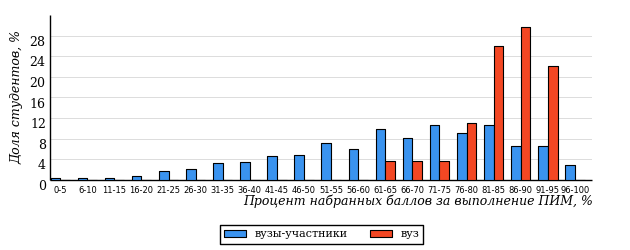 Доля студентов, %
28
24
20
16
12
8
4
0
0-5 6-10 11-15 16-20 21-25 26-30 31-35 36-40 41-45 46-50 51-55 56-60 61-65 66-70 71-75 76-80 81-85 86-90 91-95 96-100
Процент набранных баллов за выполнение ПИМ, %
вузы-участники вуз